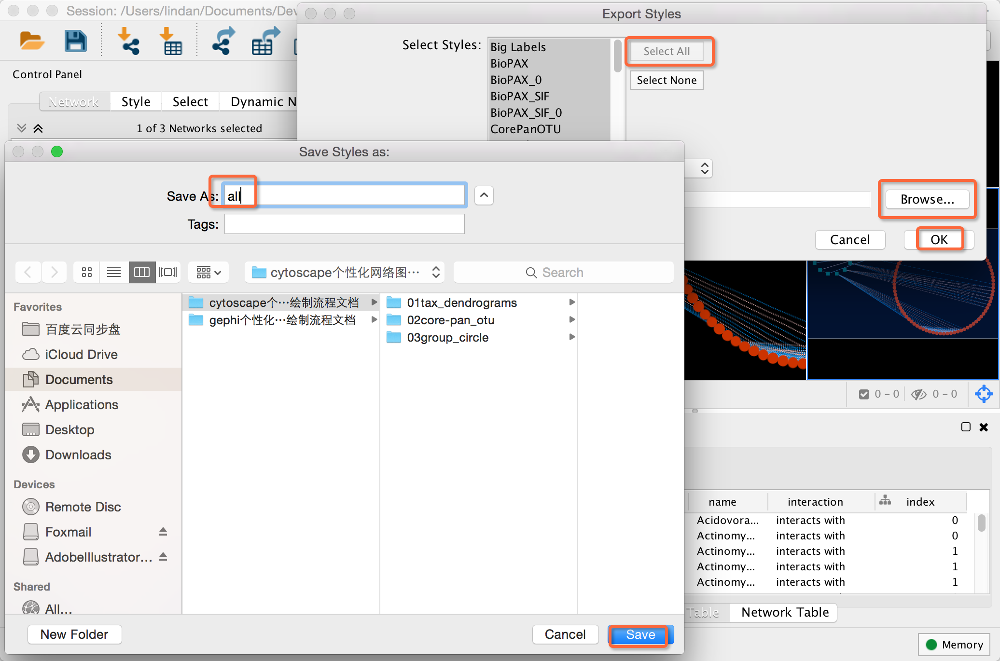 Session: /Users/lindan/Documents/Dev
Export Styles
Select Styles:
Big Labels
BioPAX
BioPAX_0
BioPAX_SIF
BioPAX_SIF_0
CorePanOTU
Select All
Select None
Control Panel
Network
Style
Select
Dynamic N
1 of 3 Networks selected
Browse...
Cancel
OK
Save Styles as:
Save As:
all
Tags:
cytoscape个性化网络图···
Search
Favorites
百度云同步盘
iCloud Drive
Documents
Applications
Desktop
Downloads
Devices
Remote Disc
Foxmail
AdobeIllustrator...
Shared
All...
cytoscape个···绘制流程文档
gephi个性化···绘制流程文档
01tax_dendrograms
02core-pan_otu
03group_circle
New Folder
Cancel
Save
0 – 0
0 – 0
name interaction index
Acidovora... interacts with 0
Actinomy... interacts with 0
Actinomy... interacts with 1
Actinomy... interacts with 1
Actinomy... interacts with 1
Table
Network Table
Memory